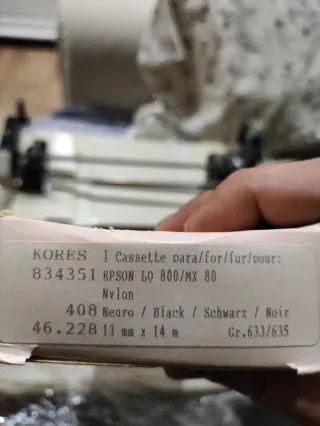 KORES 1 Cassette para/for/fur/pour:
834351 EPSON LQ 800/MX 80
Nylon
408 Negro / Black / Schwarz / Noir
46.228 13 mm x 14 m Gr.633/635